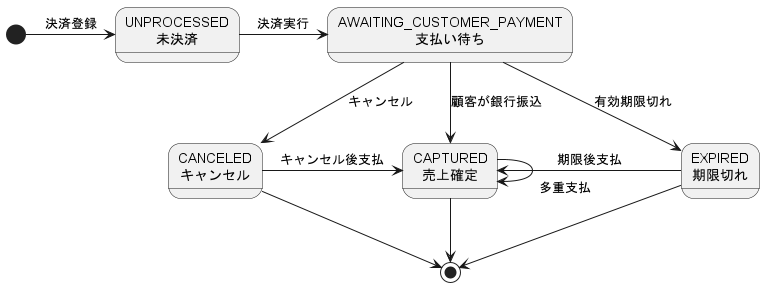 決済登録
UNPROCESSED
未決済
決済実行
AWAITING_CUSTOMER_PAYMENT
支払い待ち
キャンセル
顧客が銀行振込
有効期限切れ
CANCELED
キャンセル
キャンセル後支払
CAPTURED
売上確定
期限後支払
多重支払
EXPIRED
期限切れ